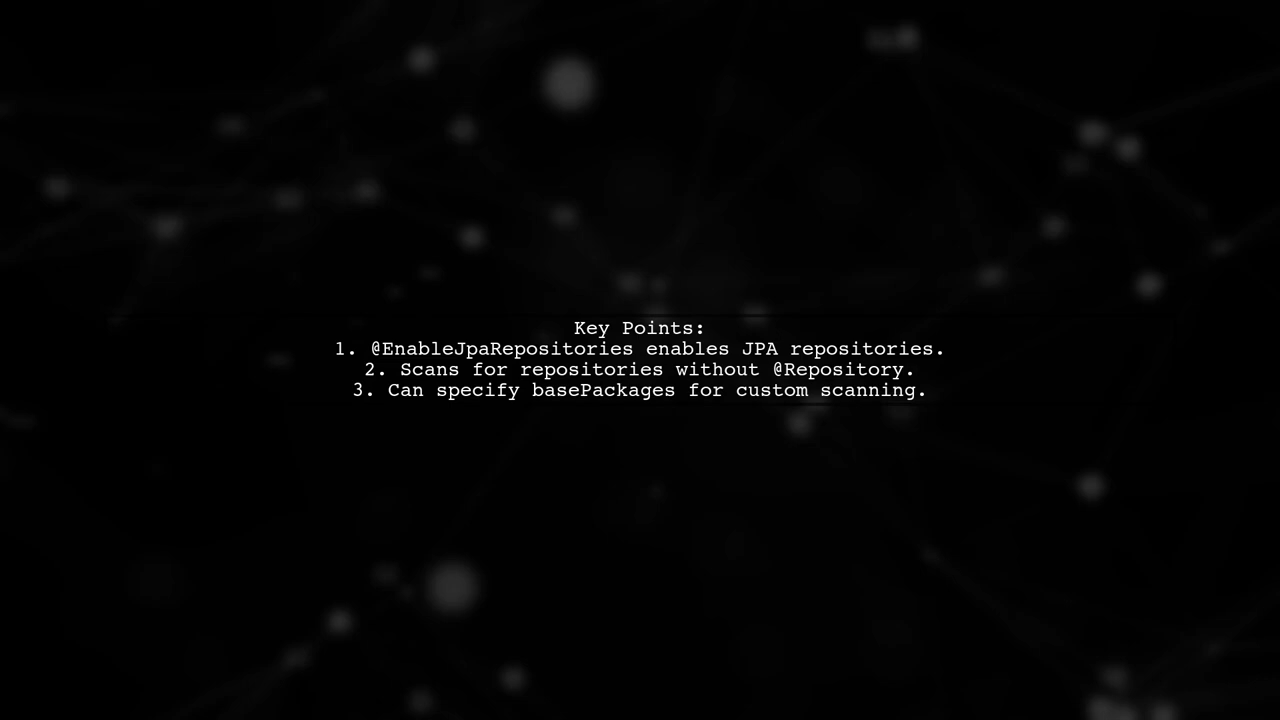 Key Points:
1. @EnableJpaRepositories enables JPA repositories.
2. Scans for repositories without @Repository.
3. Can specify basePackages for custom scanning.